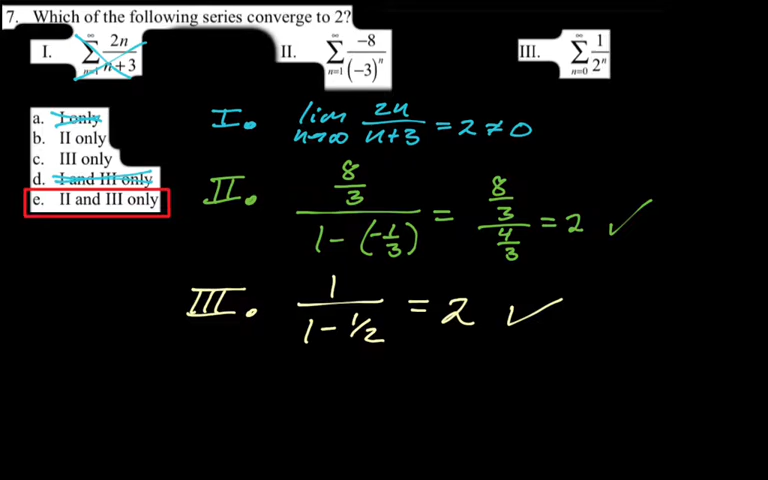 7. Which of the following series converge to 2?
I. ∞ Σ n=1 2n/n+3 II. ∞ Σ n=1 -8/(-3)^n III. ∞ Σ n=0 1/2^n
a. I only
b. II only
c. III only
d. I and III only
e. II and III only
I. lim n→∞ 2n/n+3 = 2 ≠ 0
II. 8/3 / 1-(-1/3) = 8/3 / 4/3 = 2 ✓
III. 1/1-1/2 = 2 ✓